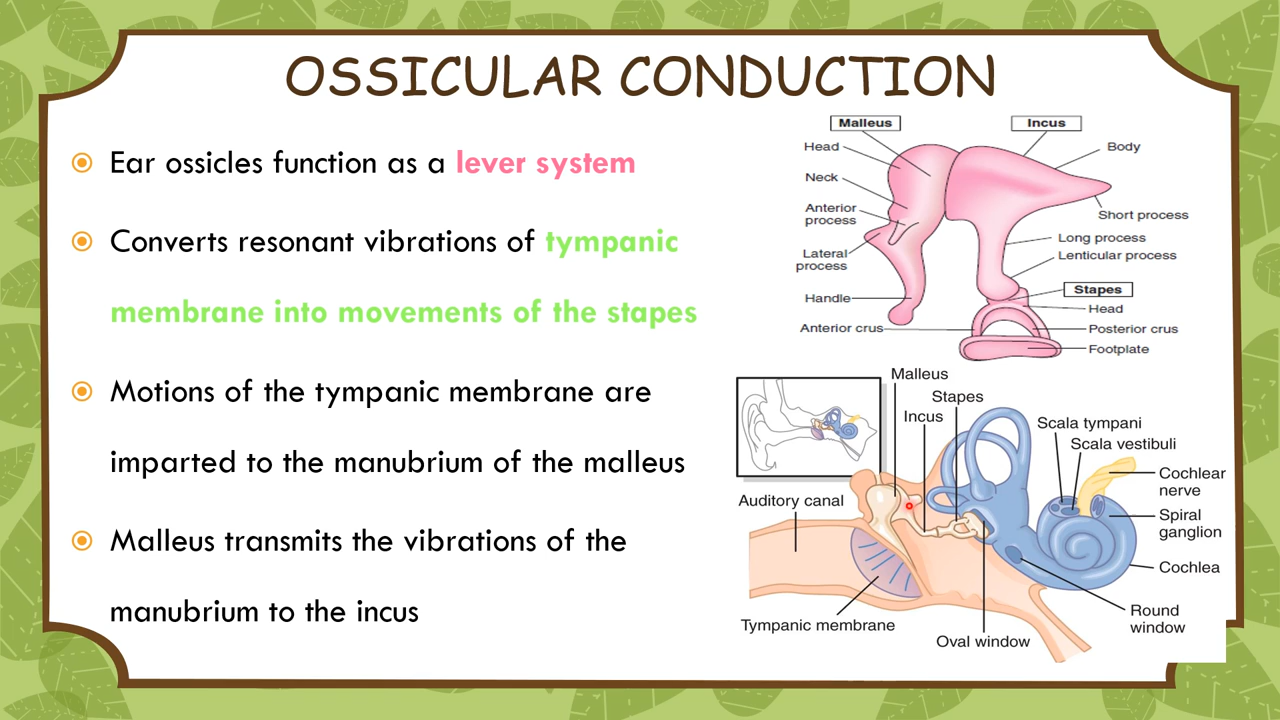 OSSICULAR CONDUCTION
Ear ossicles function as a lever system
Converts resonant vibrations of tympanic
membrane into movements of the stapes
Motions of the tympanic membrane are
imparted to the manubrium of the malleus
Malleus transmits the vibrations of the
manubrium to the incus
Malleus
Incus
Head
Body
Neck
Anterior
process
Short process
Long process
Lateral
process
Lenticular process
Stapes
Handle
Head
Anterior crus
Posterior crus
Footplate
Malleus
Stapes
Incus
Scala tympani
Scala vestibuli
Cochlear
nerve
Auditory canal
Spiral
ganglion
Cochlea
Round
window
Tympanic membrane
Oval window